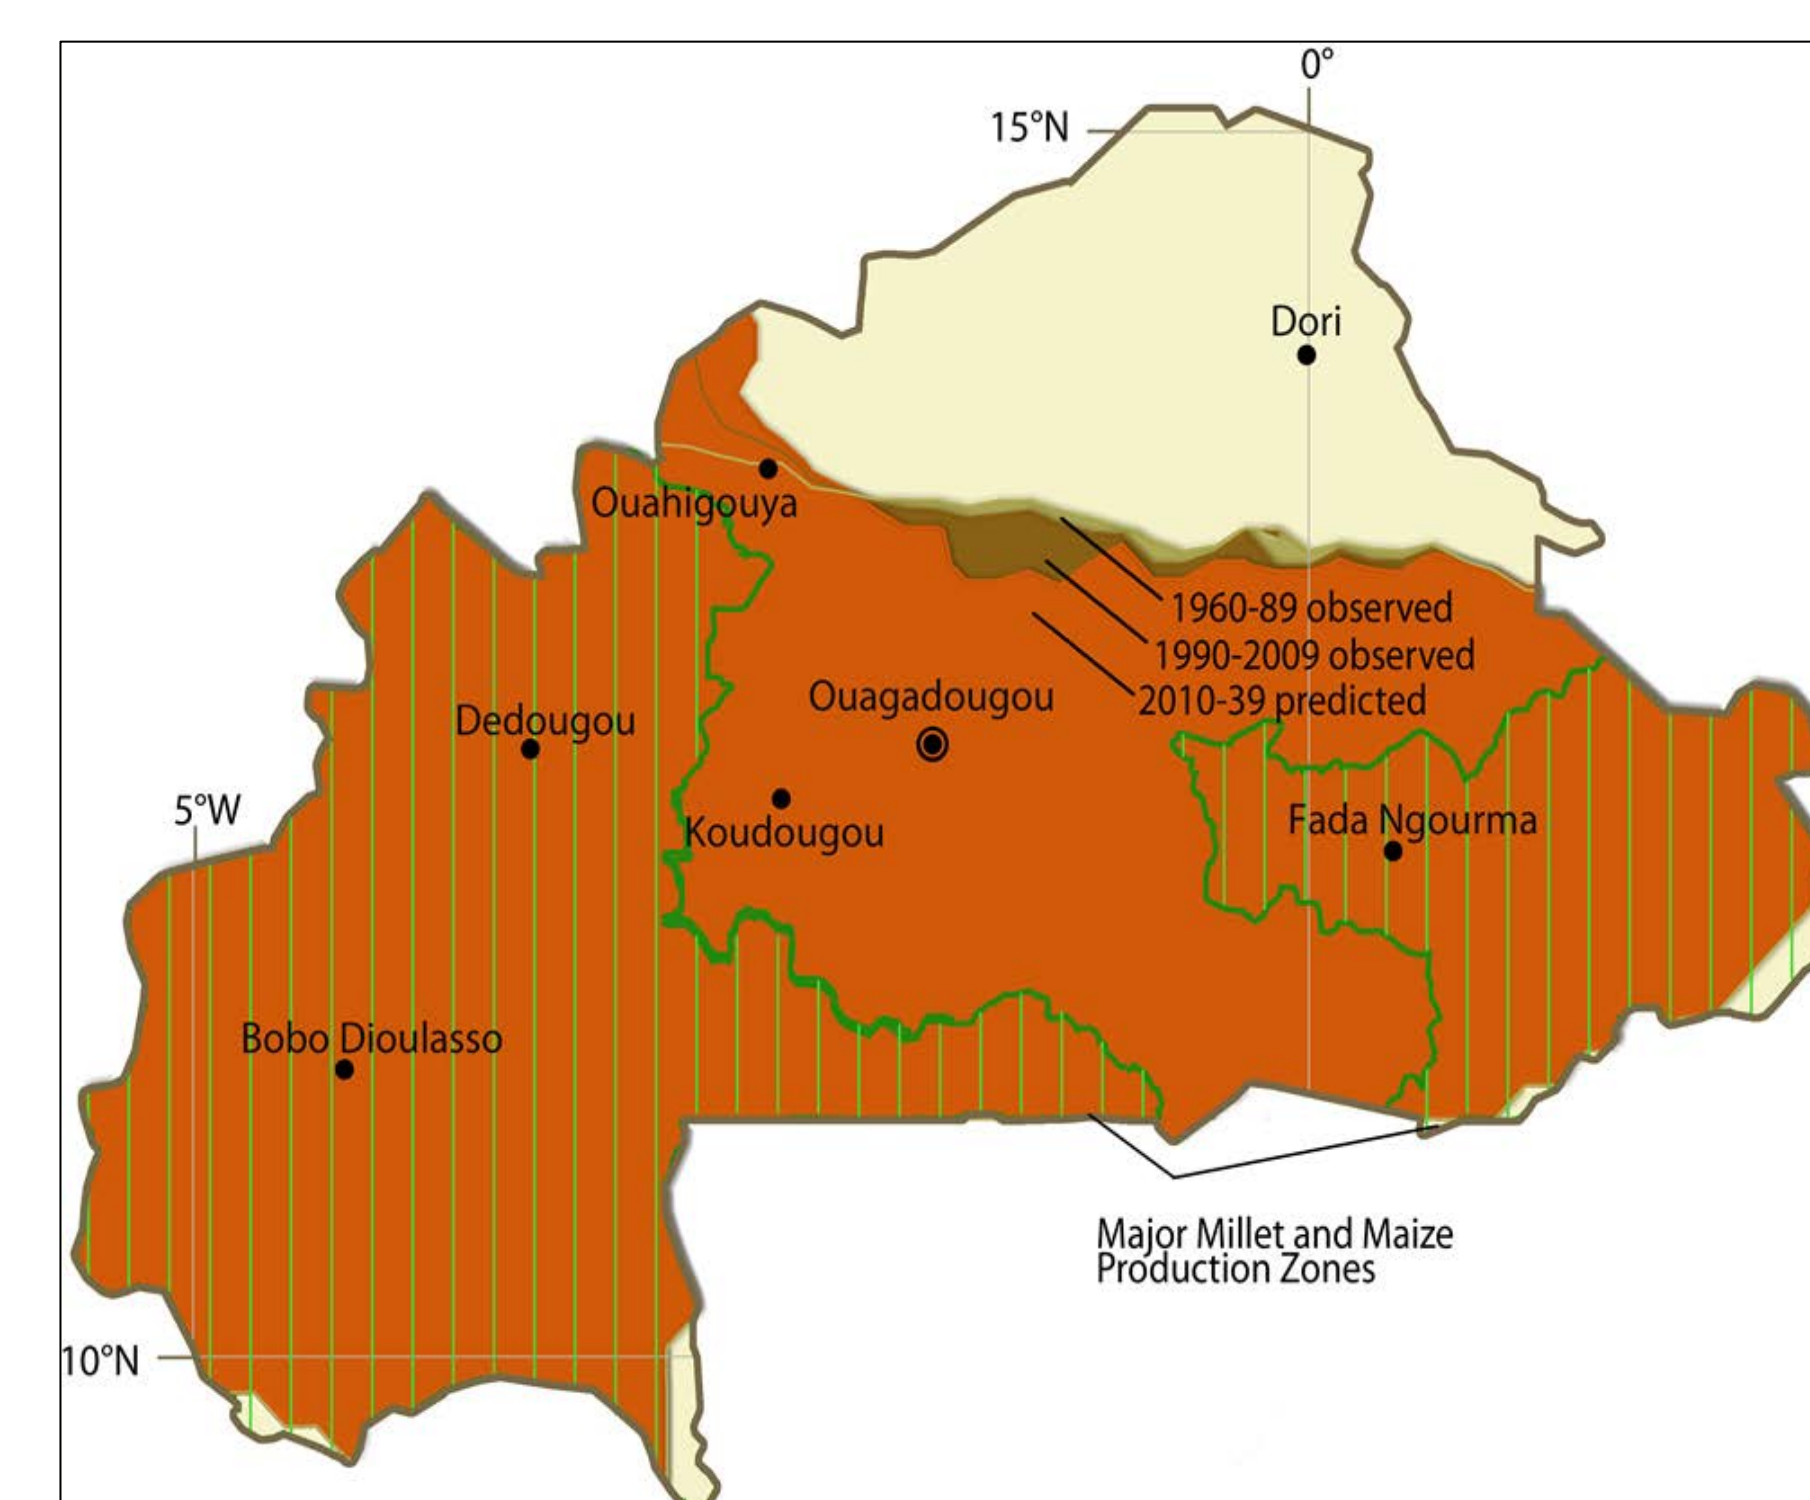 0°
15°N
Dori
Ouahigouya
1960-89 observed
1990-2009 observed
2010-39 predicted
Ouagadougou
Dedougou
5°W
Koudougou
Fada Ngourma
Bobo Dioulasso
Major Millet and Maize
Production Zones
10°N